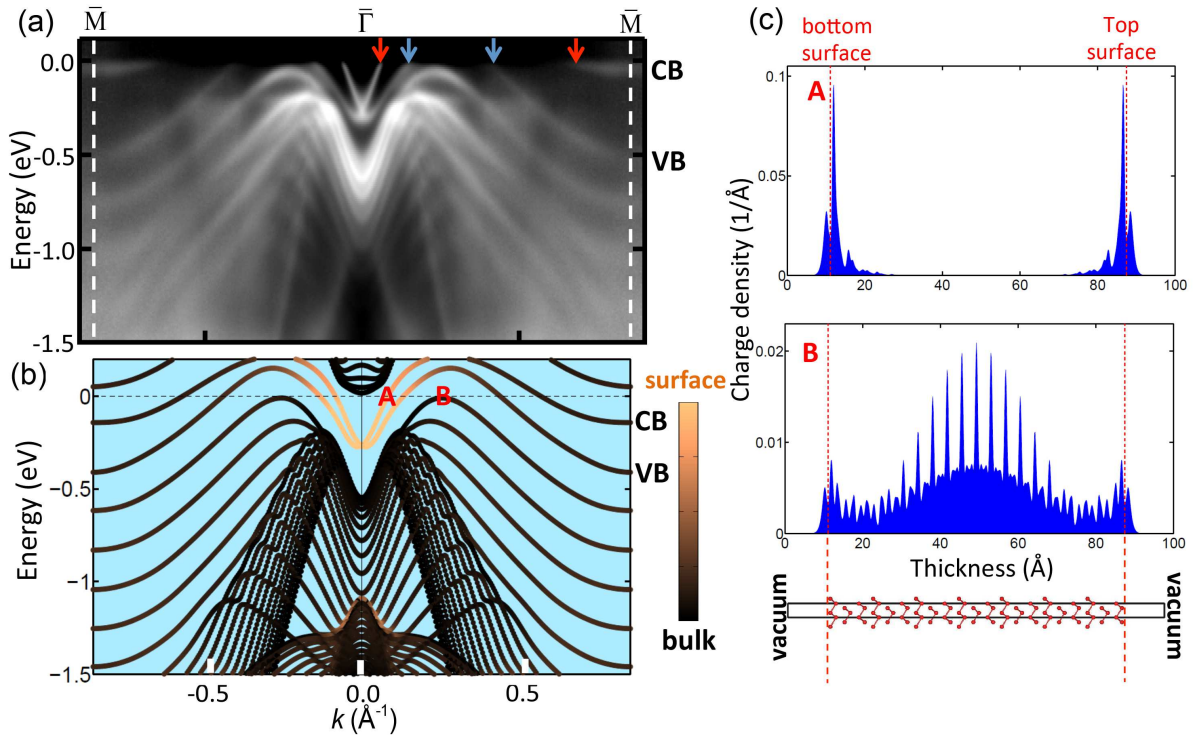 (a)
M̄ Γ̄ M̄
0.0
-0.5
-1.0
-1.5
Energy (eV)
CB
VB
(b)
0
−0.5
−1
−1.5
Energy (eV)
A B
CB
VB
surface
bulk
-0.5 0.0 0.5
k (Å⁻¹)
(c)
bottom
surface
Top
surface
A
0.1
0.05
0
0 20 40 60 80 100
Charge density (1/Å)
B
0.02
0.01
0
0 20 40 60 80 100
Thickness (Å)
vacuum
vacuum